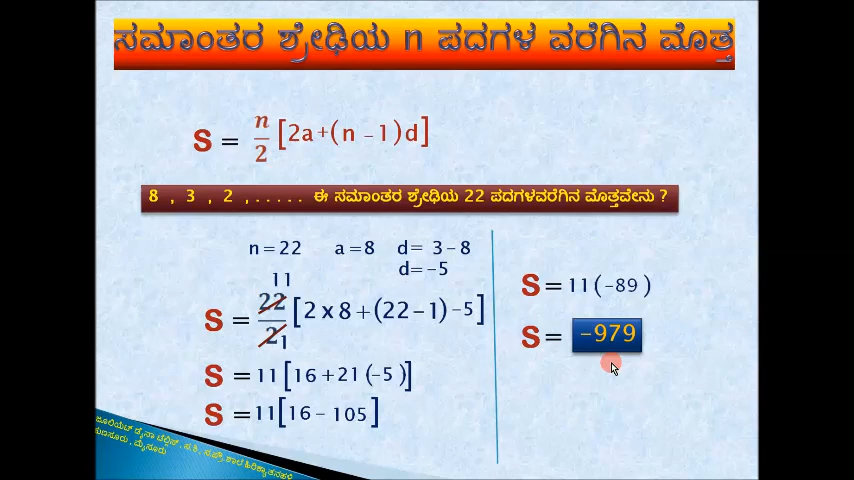 ಸಮಾಂತರ ಶ್ರೇಢಿಯ n ಪದಗಳ ವರೆಗಿನ ಮೊತ್ತ
S = n/2 [2a+(n −1)d]
8 , 3 , 2 ,..... ಈ ಸಮಾಂತರ ಶ್ರೇಢಿಯ 22 ಪದಗಳವರೆಗಿನ ಮೊತ್ತವೇನು ?
n=22 a=8 d= 3−8
d=−5
11
S = 22/2 [2 x 8+(22−1)−5]
1
S =11[16+21(−5)]
S =11[16− 105]
S =11(−89)
S = −979
ಕುಣಸೂರು , ಮೈಸೂರು